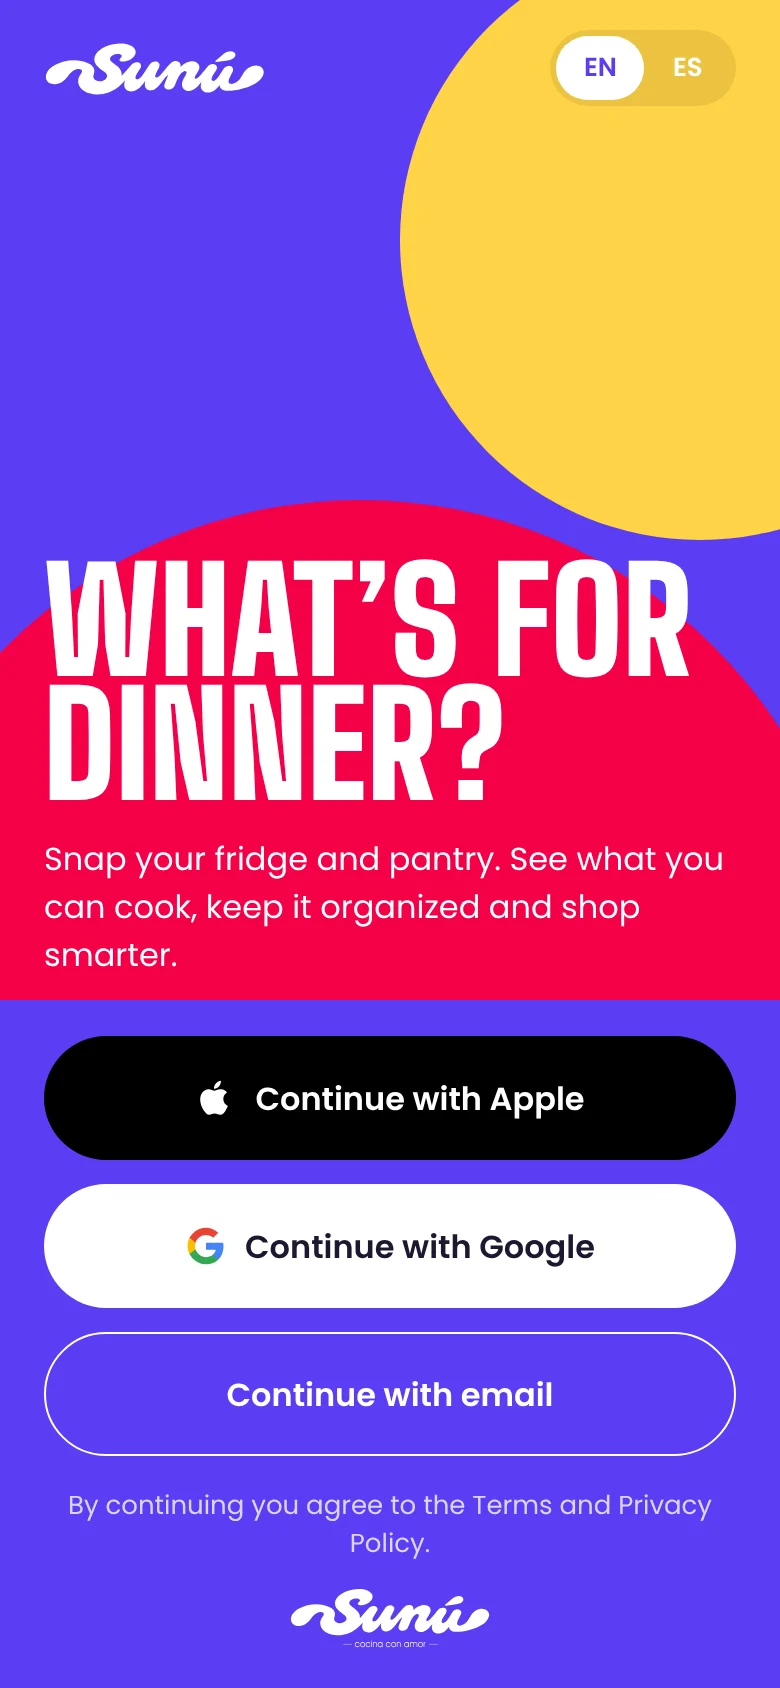 Sunú
EN ES
WHAT’S FOR
DINNER?
Snap your fridge and pantry. See what you
can cook, keep it organized and shop
smarter.
Continue with Apple
Continue with Google
Continue with email
By continuing you agree to the Terms and Privacy
Policy.
Sunú
— cocina con amor —